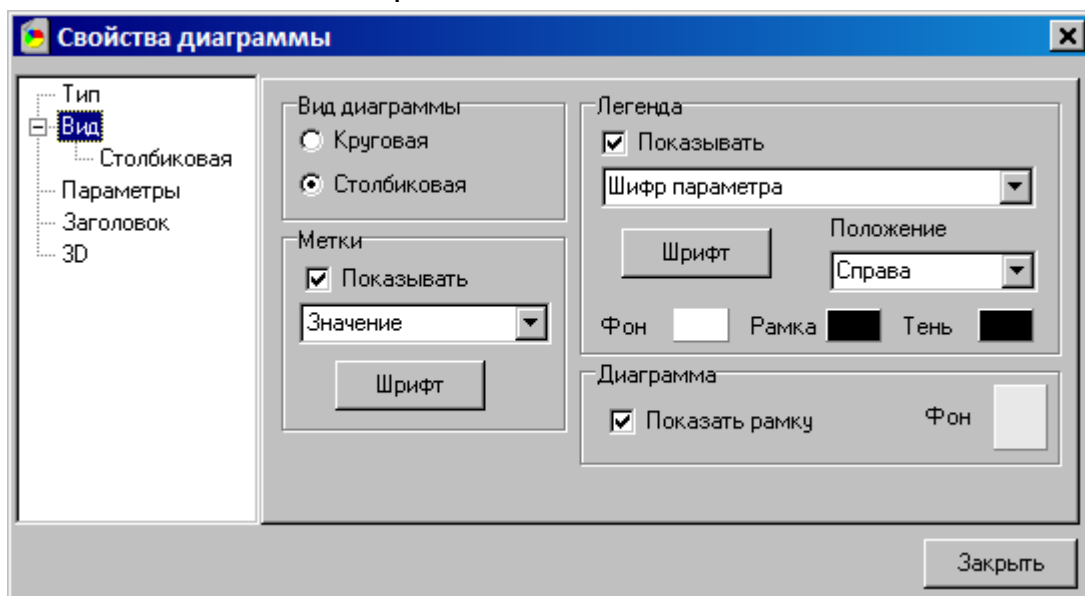 Свойства диаграммы
Тип
Вид
Столбиковая
Параметры
Заголовок
3D
Вид диаграммы
Круговая
Столбиковая
Метки
Показывать
Значение
Шрифт
Легенда
Показывать
Шифр параметра
Шрифт
Положение
Справа
Фон Рамка Тень
Диаграмма
Показать рамку Фон
Закрыть